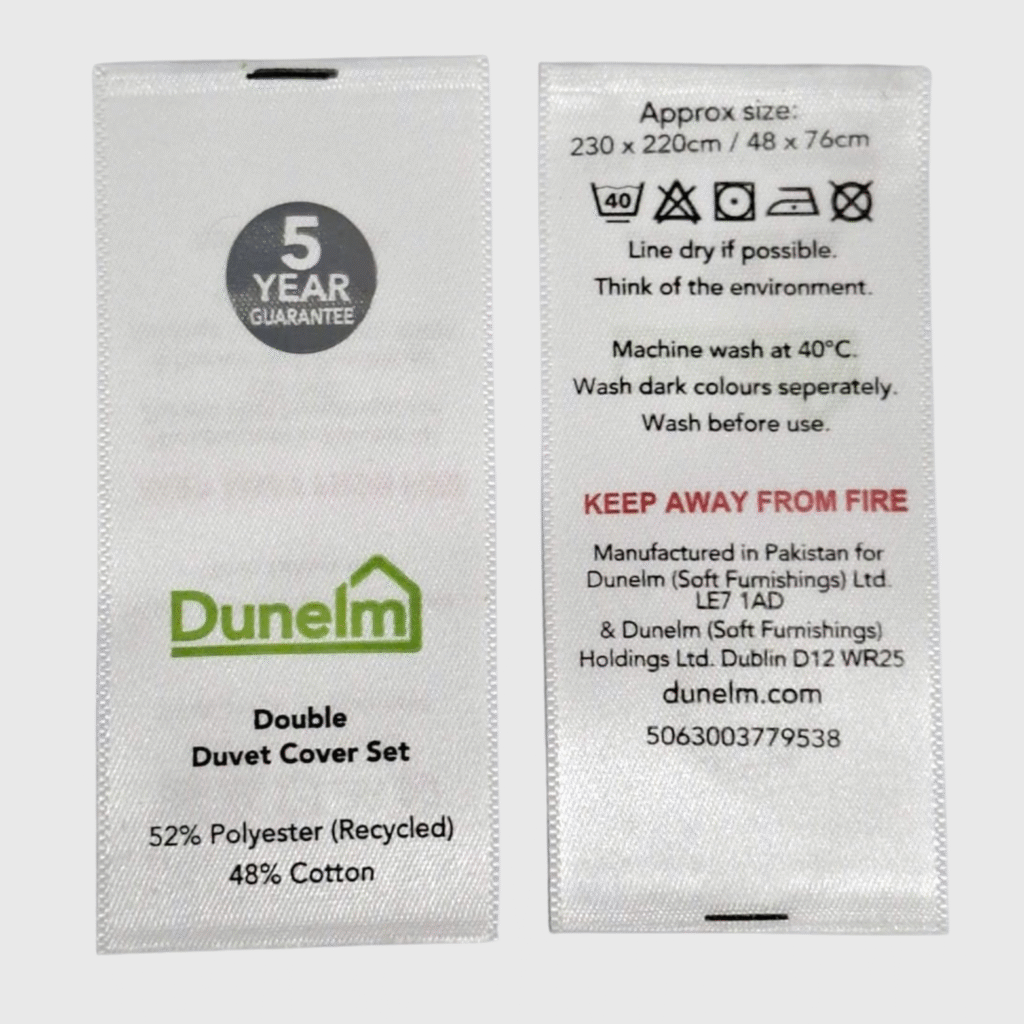 5
YEAR
GUARANTEE
Dunelm
Double
Duvet Cover Set
52% Polyester (Recycled)
48% Cotton
Approx size:
230 x 220cm / 48 x 76cm
40
Line dry if possible.
Think of the environment.
Machine wash at 40°C.
Wash dark colours seperately.
Wash before use.
KEEP AWAY FROM FIRE
Manufactured in Pakistan for
Dunelm (Soft Furnishings) Ltd.
LE7 1AD
& Dunelm (Soft Furnishings)
Holdings Ltd. Dublin D12 WR25
dunelm.com
5063003779538